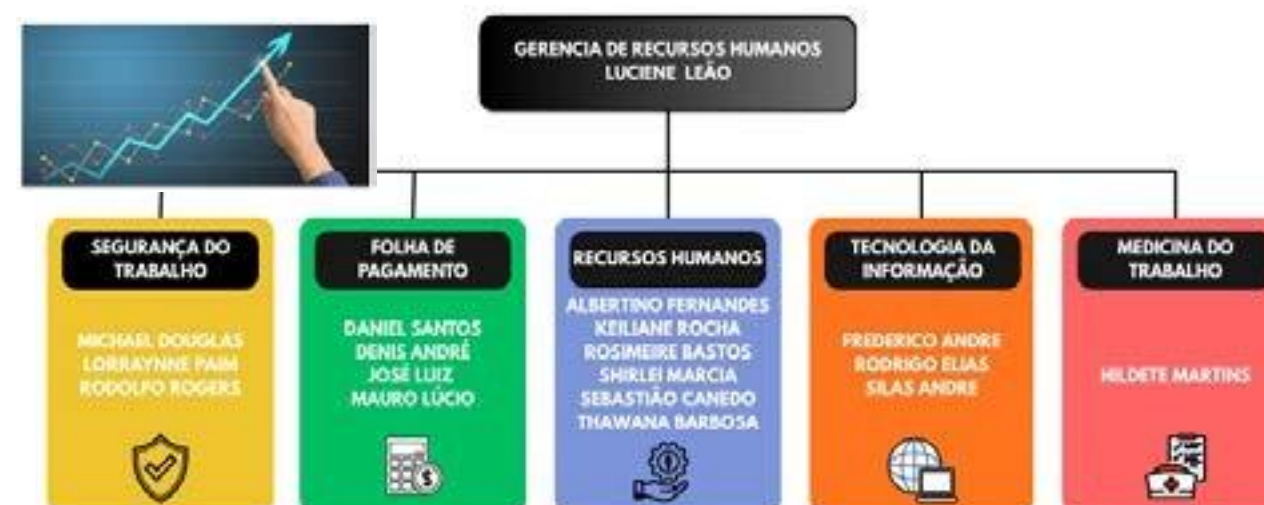 GERENCIA DE RECURSOS HUMANOS
LUCIENE LEÃO
SEGURANÇA DO
TRABALHO
MICHAEL DOUGLAS
LORRAYNNE PAIM
RODOLFO ROGERS
FOLHA DE
PAGAMENTO
DANIEL SANTOS
DENIS ANDRÉ
JOSÉ LUIZ
MAURO LÚCIO
RECURSOS HUMANOS
ALBERTINO FERNANDES
KEILIANE ROCHA
ROSIMEIRE BASTOS
SHIRLEI MARCIA
SEBASTIÃO CANEDO
THAWANA BARBOSA
TECNOLOGIA DA
INFORMAÇÃO
FREDERICO ANDRE
RODRIGO ELIAS
SILAS ANDRE
MEDICINA DO
TRABALHO
HILDETE MARTINS